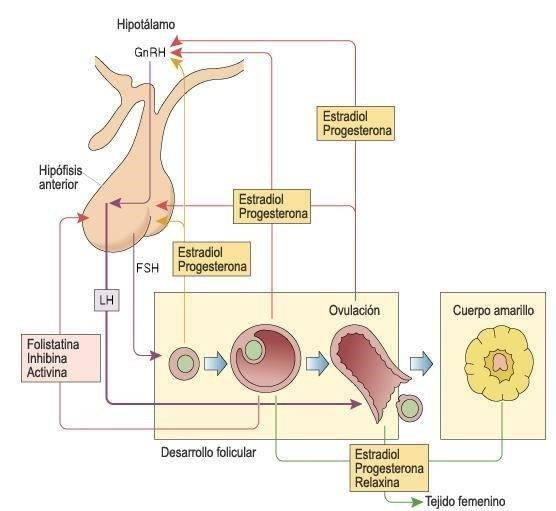 Hipotálamo
GnRH
Estradiol
Progesterona
Hipófisis
anterior
Estradiol
Progesterona
Estradiol
Progesterona
FSH
LH
Ovulación
Cuerpo amarillo
Folistatina
Inhibina
Activina
Desarrollo folicular
Estradiol
Progesterona
Relaxina
Tejido femenino